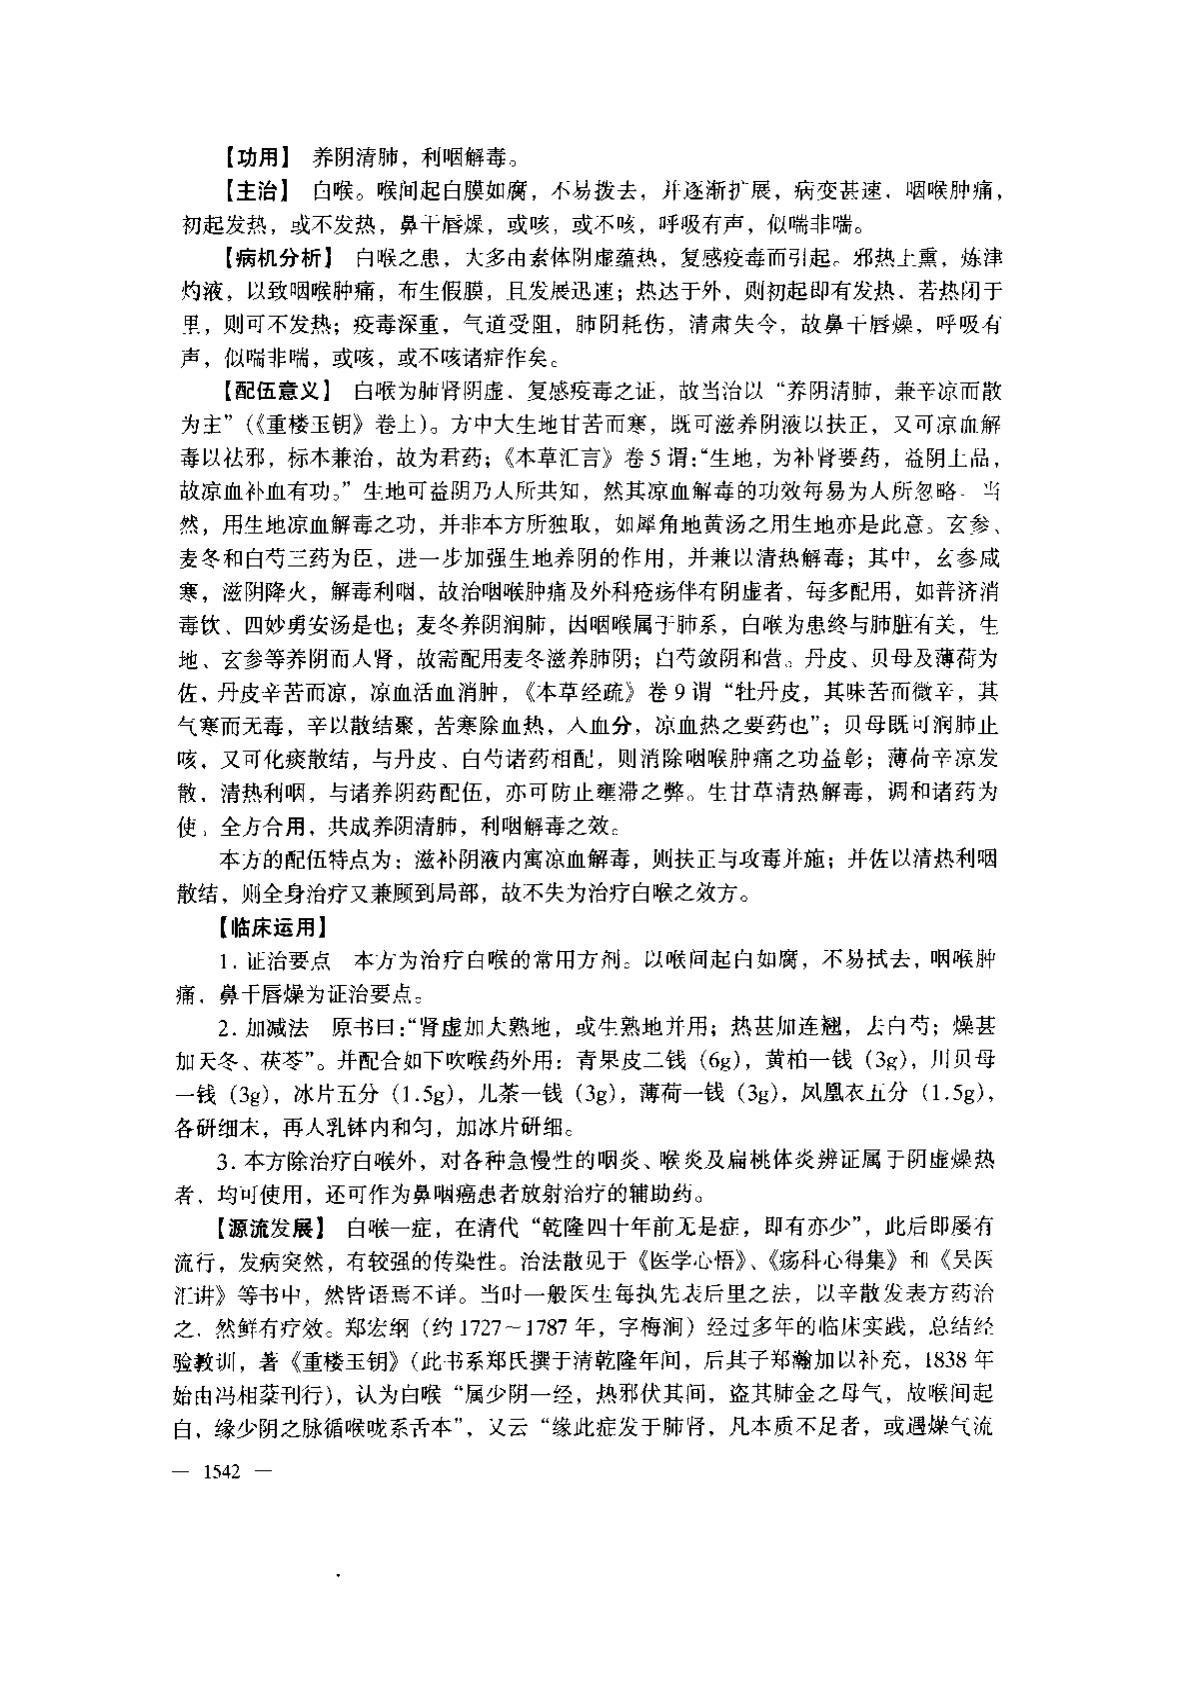 【功用】 养阴清肺，利咽解毒。
【主治】 白喉。喉间起白膜如腐，不易拨去，并逐渐扩展，病变甚速，咽喉肿痛，
初起发热，或不发热，鼻干唇燥，或咳，或不咳，呼吸有声，似喘非喘。
【病机分析】 白喉之患，大多由素体阴虚蕴热，复感疫毒而引起。邪热上熏，炼津
灼液，以致咽喉肿痛，布生假膜，且发展迅速；热达于外，则初起即有发热，若热闭于
里，则可不发热；疫毒深重，气道受阻，肺阴耗伤，清肃失令，故鼻干唇燥，呼吸有
声，似喘非喘，或咳，或不咳诸症作矣。
【配伍意义】 白喉为肺肾阴虚，复感疫毒之证，故当治以“养阴清肺，兼辛凉而散
为主”（《重楼玉钥》卷上）。方中大生地甘苦而寒，既可滋养阴液以扶正，又可凉血解
毒以祛邪，标本兼治，故为君药；《本草汇言》卷5谓：“生地，为补肾要药，益阴上品，
故凉血补血有功。”生地可益阴乃人所共知，然其凉血解毒的功效每易为人所忽略。当
然，用生地凉血解毒之功，并非本方所独取，如犀角地黄汤之用生地亦是此意。玄参、
麦冬和白芍三药为臣，进一步加强生地养阴的作用，并兼以清热解毒；其中，玄参咸
寒，滋阴降火，解毒利咽，故治咽喉肿痛及外科疮疡伴有阴虚者，每多配用，如普济消
毒饮、四妙勇安汤是也；麦冬养阴润肺，因咽喉属于肺系，白喉为患终与肺脏有关，生
地、玄参等养阴而入肾，故需配用麦冬滋养肺阴；白芍敛阴和营。丹皮、贝母及薄荷为
佐，丹皮辛苦而凉，凉血活血消肿，《本草经疏》卷9谓“牡丹皮，其味苦而微辛，其
气寒而无毒，辛以散结聚，苦寒除血热，入血分，凉血热之要药也”；贝母既可润肺止
咳，又可化痰散结，与丹皮、白芍诸药相配，则消除咽喉肿痛之功益彰；薄荷辛凉发
散，清热利咽，与诸养阴药配伍，亦可防止壅滞之弊。生甘草清热解毒，调和诸药为
使。全方合用，共成养阴清肺，利咽解毒之效。
本方的配伍特点为：滋补阴液内寓凉血解毒，则扶正与攻毒并施；并佐以清热利咽
散结，则全身治疗又兼顾到局部，故不失为治疗白喉之效方。
【临床运用】
1. 证治要点 本方为治疗白喉的常用方剂。以喉间起白如腐，不易拭去，咽喉肿
痛，鼻干唇燥为证治要点。
2. 加减法 原书曰：“肾虚加大熟地，或生熟地并用；热甚加连翘，去白芍；燥甚
加天冬、茯苓”。并配合如下吹喉药外用：青果皮二钱（6g），黄柏一钱（3g），川贝母
一钱（3g），冰片五分（1.5g），儿茶一钱（3g），薄荷一钱（3g），凤凰衣五分（1.5g），
各研细末，再入乳钵内和匀，加冰片研细。
3. 本方除治疗白喉外，对各种急慢性的咽炎、喉炎及扁桃体炎辨证属于阴虚燥热
者，均可使用，还可作为鼻咽癌患者放射治疗的辅助药。
【源流发展】 白喉一症，在清代“乾隆四十年前无是症，即有亦少”，此后即屡有
流行，发病突然，有较强的传染性。治法散见于《医学心悟》、《疡科心得集》和《吴医
汇讲》等书中，然皆语焉不详。当时一般医生每执先表后里之法，以辛散发表方药治
之，然鲜有疗效。郑宏纲（约1727～1787年，字梅涧）经过多年的临床实践，总结经
验教训，著《重楼玉钥》（此书系郑氏撰于清乾隆年间，后其子郑瀚加以补充，1838年
始由冯相棻刊行），认为白喉“属少阴一经，热邪伏其间，盗其肺金之母气，故喉间起
白，缘少阴之脉循喉咙系舌本”，又云“缘此症发于肺肾，凡本质不足者，或遇燥气流
— 1542 —